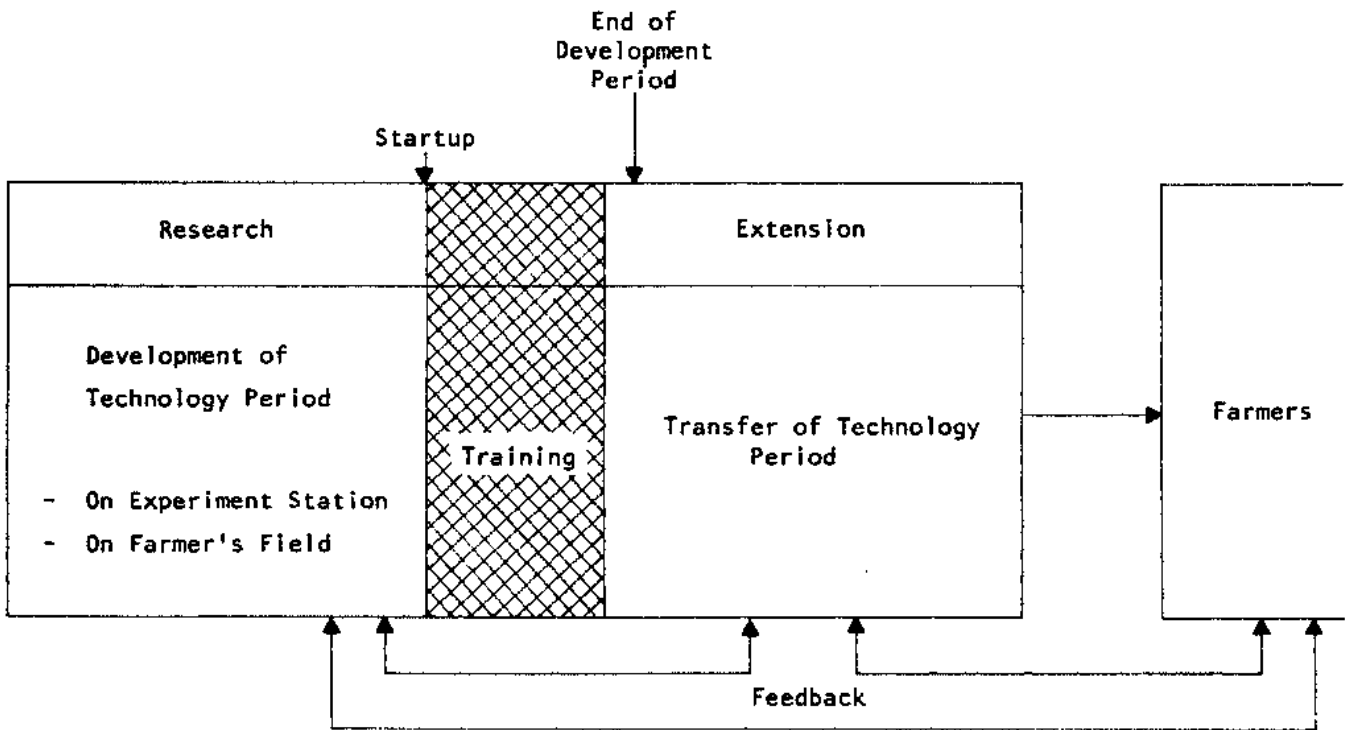 End of
Development
Period
Startup
Research
Extension
Development of
Technology Period
Training
Transfer of Technology
Period
Farmers
- On Experiment Station
- On Farmer's Field
Feedback